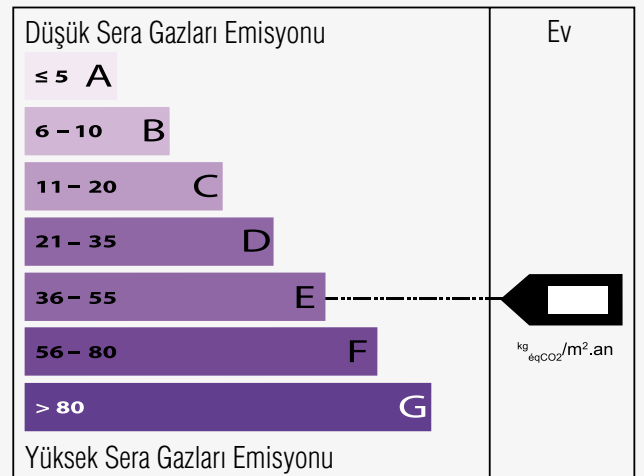 Düşük Sera Gazları Emisyonu
Ev
≤ 5 A
6 – 10 B
11 – 20 C
21 – 35 D
36 – 55 E
kg éqCO2/m².an
56 – 80 F
> 80 G
Yüksek Sera Gazları Emisyonu